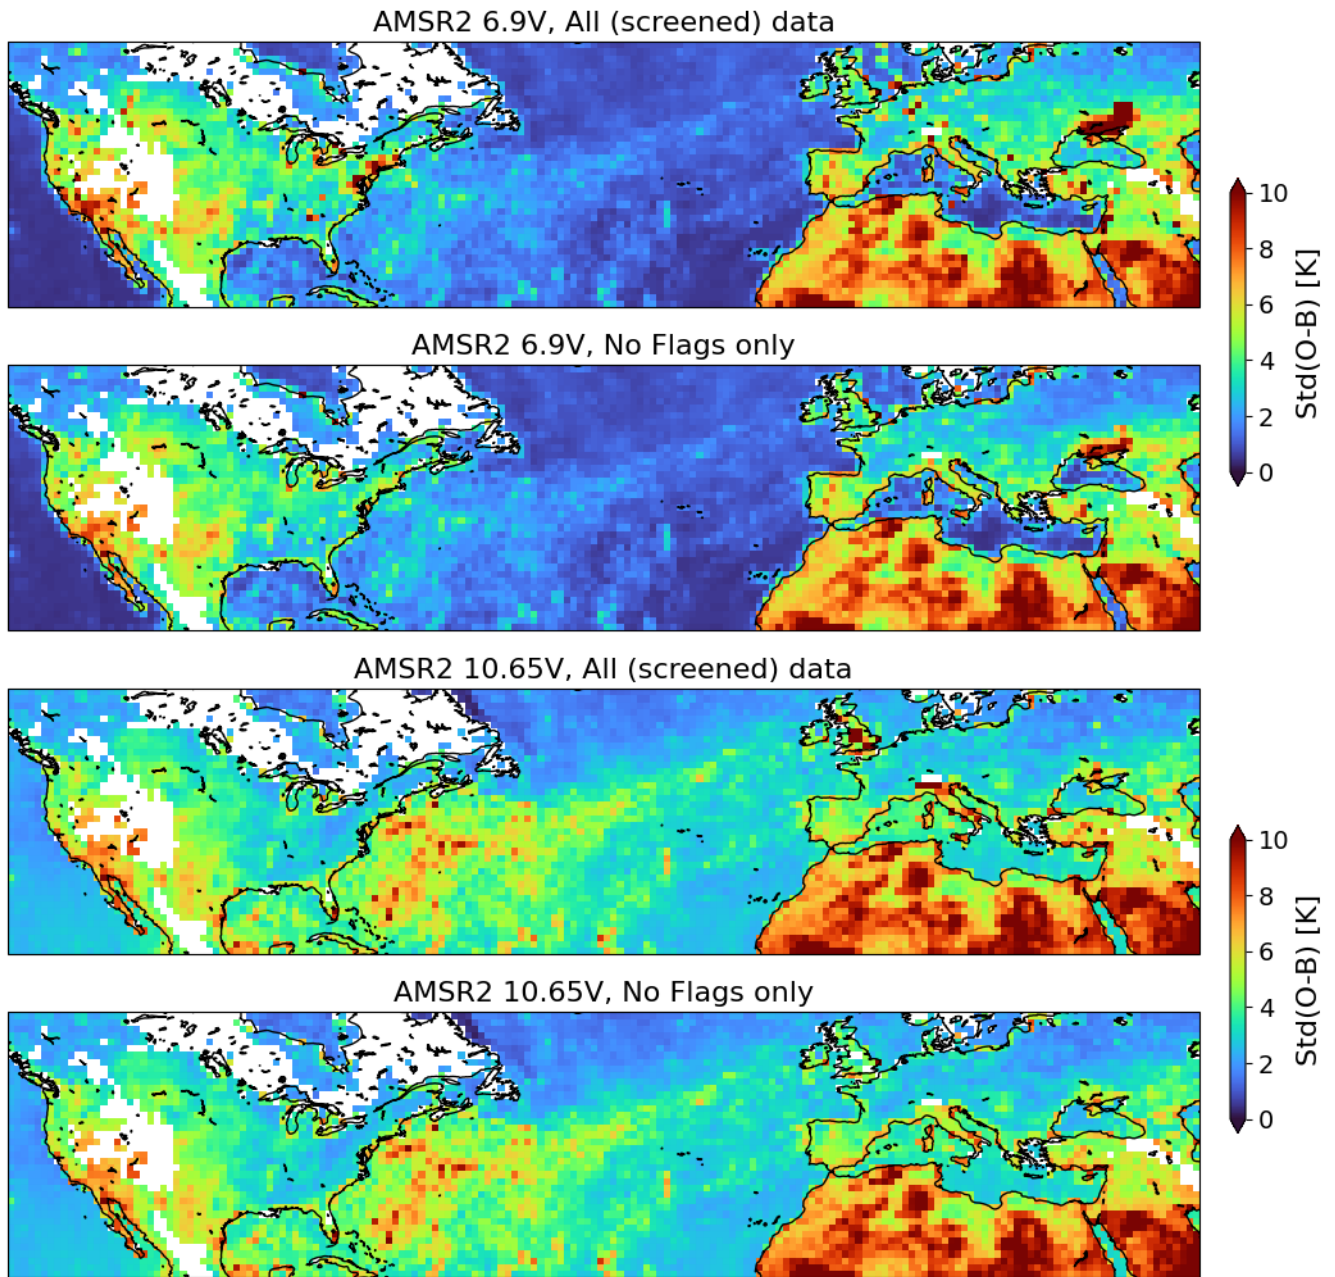 AMSR2 6.9V, All (screened) data
AMSR2 6.9V, No Flags only
10
8
6
4
2
0
Std(O-B) [K]
AMSR2 10.65V, All (screened) data
AMSR2 10.65V, No Flags only
10
8
6
4
2
0
Std(O-B) [K]